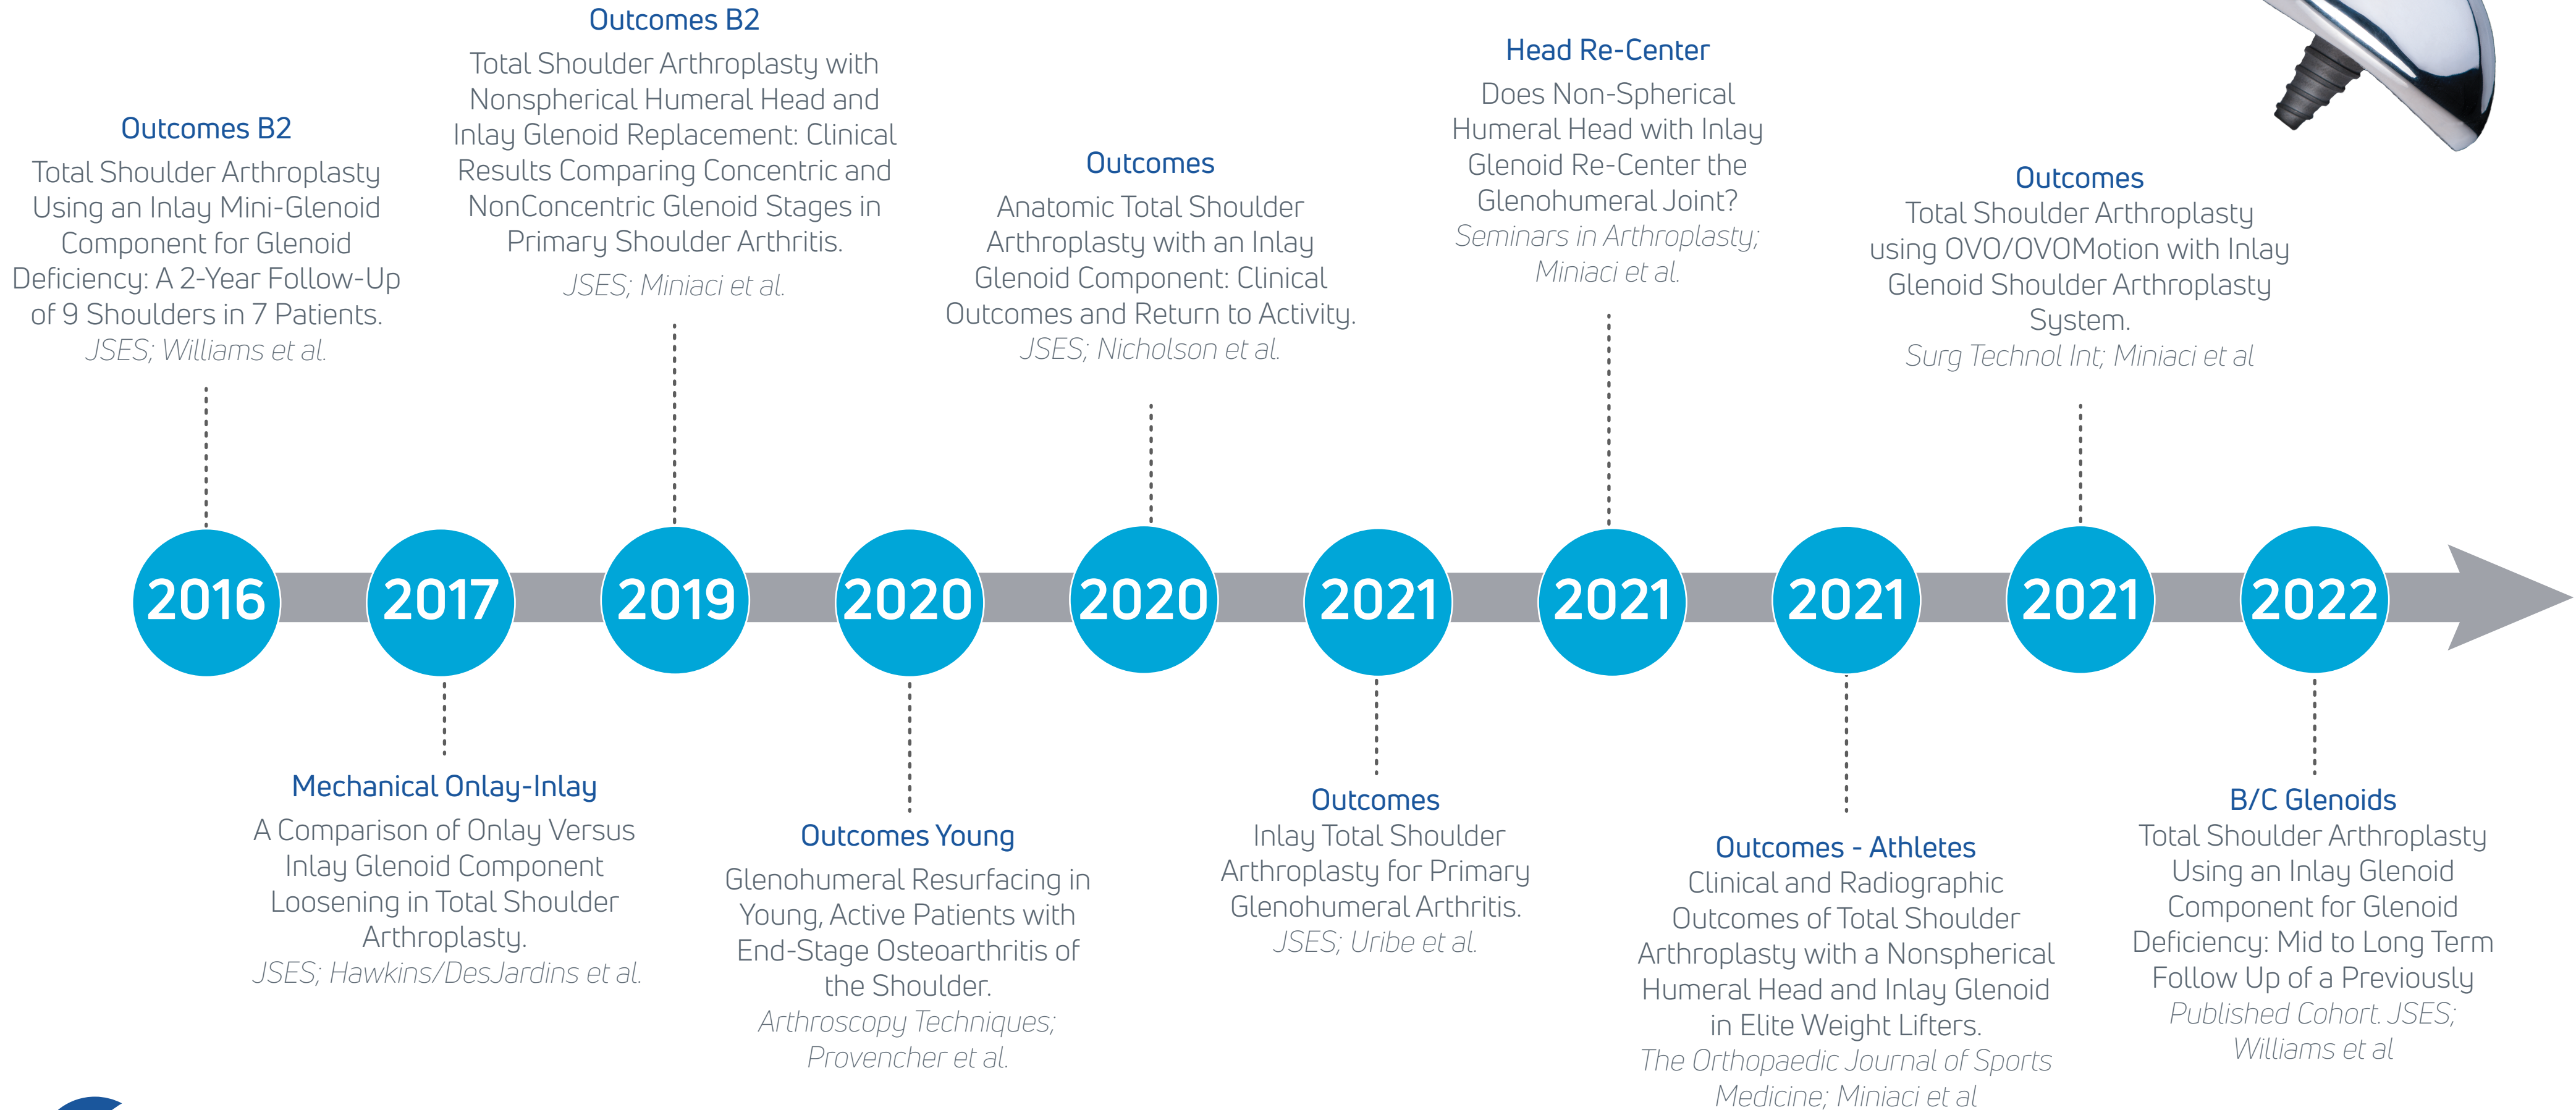 Outcomes B2
Total Shoulder Arthroplasty
Using an Inlay Mini-Glenoid
Component for Glenoid
Deficiency: A 2-Year Follow-Up
of 9 Shoulders in 7 Patients.
JSES; Williams et al.
Outcomes B2
Total Shoulder Arthroplasty with
Nonspherical Humeral Head and
Inlay Glenoid Replacement: Clinical
Results Comparing Concentric and
NonConcentric Glenoid Stages in
Primary Shoulder Arthritis.
JSES; Miniaci et al.
Outcomes
Anatomic Total Shoulder
Arthroplasty with an Inlay
Glenoid Component: Clinical
Outcomes and Return to Activity.
JSES; Nicholson et al.
Head Re-Center
Does Non-Spherical
Humeral Head with Inlay
Glenoid Re-Center the
Glenohumeral Joint?
Seminars in Arthroplasty;
Miniaci et al.
Outcomes
Total Shoulder Arthroplasty
using OVO/OVOMotion with Inlay
Glenoid Shoulder Arthroplasty
System.
Surg Technol Int; Miniaci et al
2016
2017
2019
2020
2020
2021
2021
2021
2021
2022
Mechanical Onlay-Inlay
A Comparison of Onlay Versus
Inlay Glenoid Component
Loosening in Total Shoulder
Arthroplasty.
JSES; Hawkins/DesJardins et al.
Outcomes Young
Glenohumeral Resurfacing in
Young, Active Patients with
End-Stage Osteoarthritis of
the Shoulder.
Arthroscopy Techniques;
Provencher et al.
Outcomes
Inlay Total Shoulder
Arthroplasty for Primary
Glenohumeral Arthritis.
JSES; Uribe et al.
Outcomes - Athletes
Clinical and Radiographic
Outcomes of Total Shoulder
Arthroplasty with a Nonspherical
Humeral Head and Inlay Glenoid
in Elite Weight Lifters.
The Orthopaedic Journal of Sports
Medicine; Miniaci et al
B/C Glenoids
Total Shoulder Arthroplasty
Using an Inlay Glenoid
Component for Glenoid
Deficiency: Mid to Long Term
Follow Up of a Previously
Published Cohort. JSES;
Williams et al